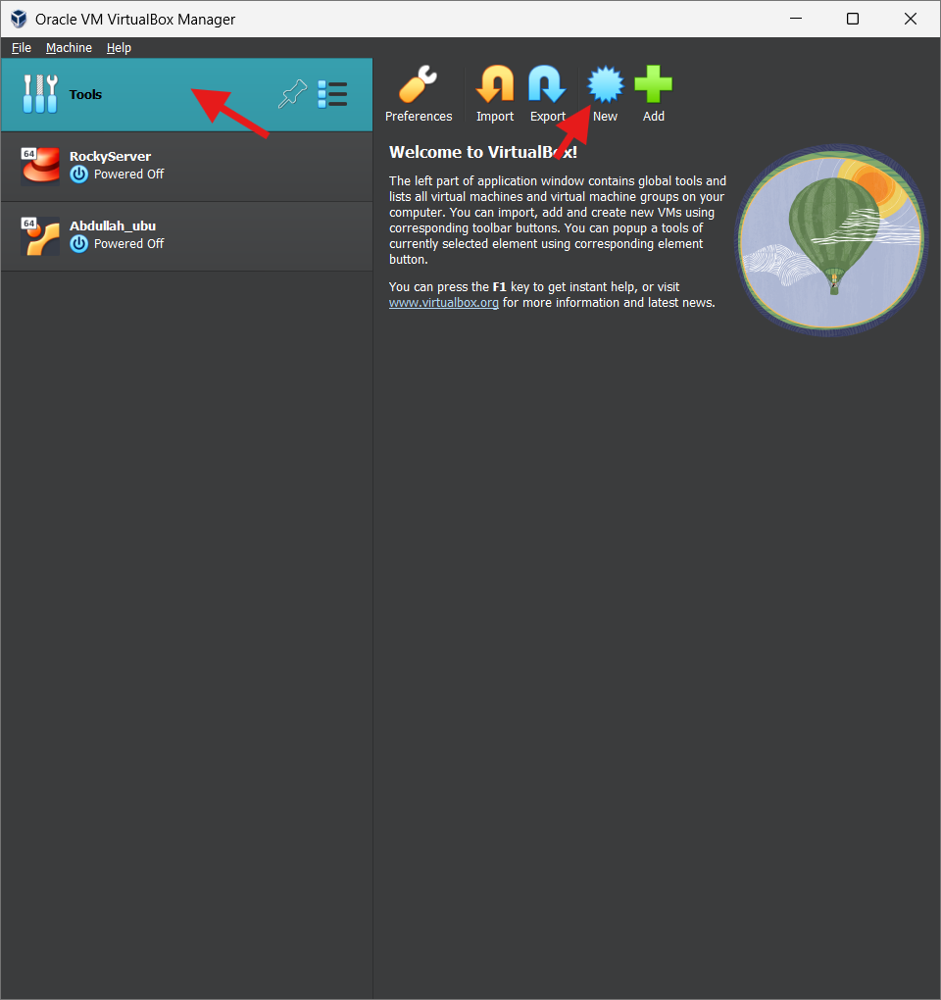 Oracle VM VirtualBox Manager
File Machine Help
Tools
64
RockyServer
Powered Off
64
Abdullah_ubu
Powered Off
Preferences Import Export New Add
Welcome to VirtualBox!
The left part of application window contains global tools and
lists all virtual machines and virtual machine groups on your
computer. You can import, add and create new VMs using
corresponding toolbar buttons. You can popup a tools of
currently selected element using corresponding element
button.
You can press the F1 key to get instant help, or visit
www.virtualbox.org for more information and latest news.